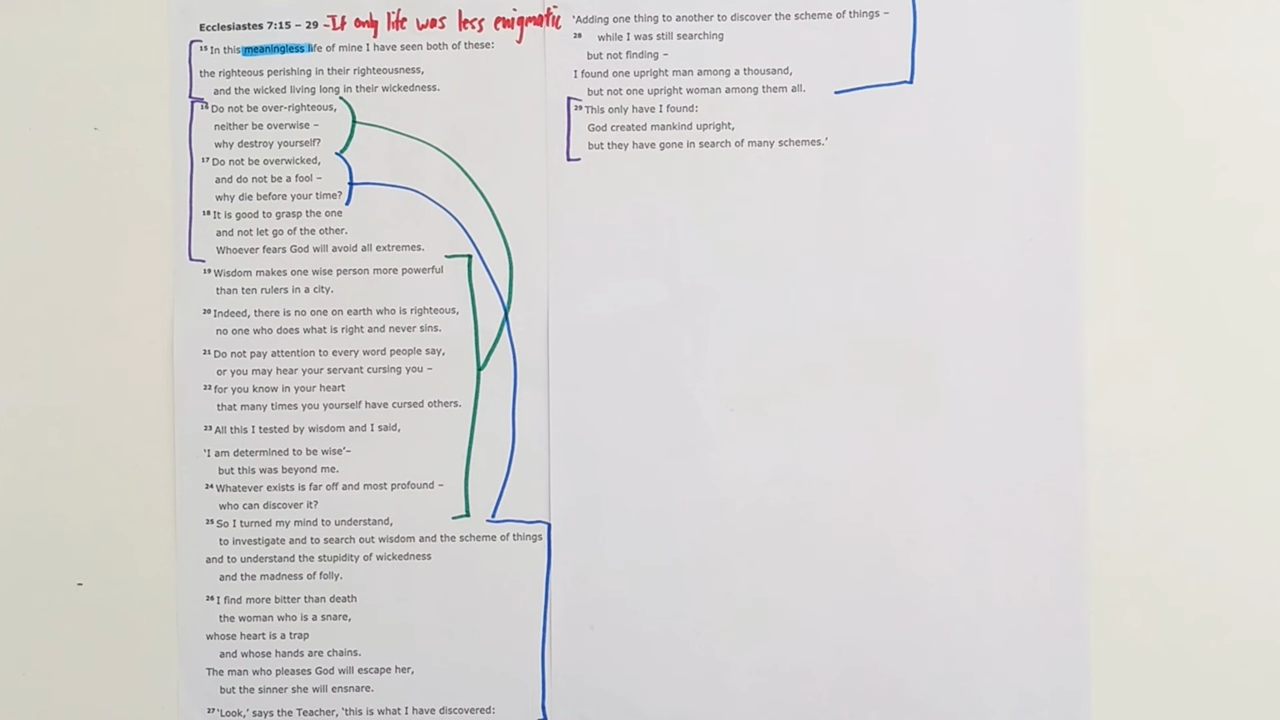 Ecclesiastes 7:15 – 29 - If only life was less enigmatic
15 In this meaningless life of mine I have seen both of these:
the righteous perishing in their righteousness,
and the wicked living long in their wickedness.
16 Do not be over-righteous,
neither be overwise –
why destroy yourself?
17 Do not be overwicked,
and do not be a fool –
why die before your time?
18 It is good to grasp the one
and not let go of the other.
Whoever fears God will avoid all extremes.
19 Wisdom makes one wise person more powerful
than ten rulers in a city.
20 Indeed, there is no one on earth who is righteous,
no one who does what is right and never sins.
21 Do not pay attention to every word people say,
or you may hear your servant cursing you –
22 for you know in your heart
that many times you yourself have cursed others.
23 All this I tested by wisdom and I said,
'I am determined to be wise'–
but this was beyond me.
24 Whatever exists is far off and most profound –
who can discover it?
25 So I turned my mind to understand,
to investigate and to search out wisdom and the scheme of things
and to understand the stupidity of wickedness
and the madness of folly.
26 I find more bitter than death
the woman who is a snare,
whose heart is a trap
and whose hands are chains.
The man who pleases God will escape her,
but the sinner she will ensnare.
27 'Look,' says the Teacher, 'this is what I have discovered:
'Adding one thing to another to discover the scheme of things –
28 while I was still searching
but not finding –
I found one upright man among a thousand,
but not one upright woman among them all.
29 This only have I found:
God created mankind upright,
but they have gone in search of many schemes.'